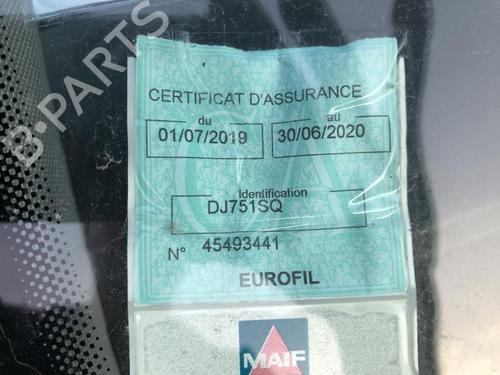 B-PARTS
CERTIFICAT D'ASSURANCE
du au
01/07/2019 30/06/2020
Identification
DJ751SQ
N° 45493441
EUROFIL
MAIF